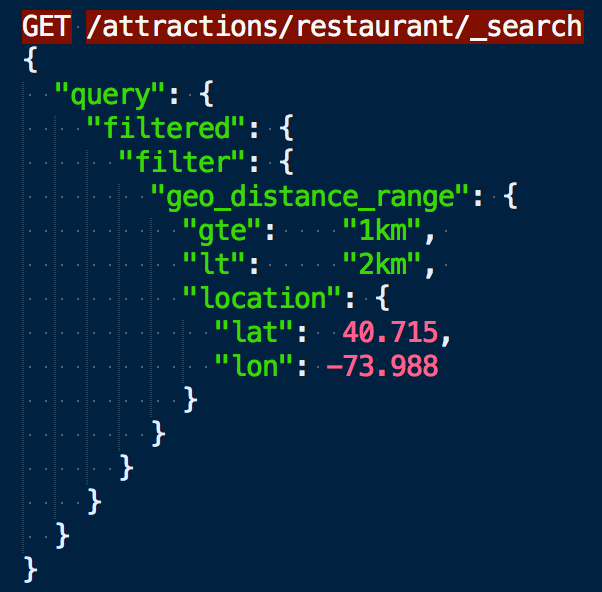 GET /attractions/restaurant/_search
{
  "query": {
    "filtered": {
      "filter": {
        "geo_distance_range": {
          "gte":    "1km",
          "lt":     "2km",
          "location": {
            "lat":  40.715,
            "lon": -73.988
          }
        }
      }
    }
  }
}